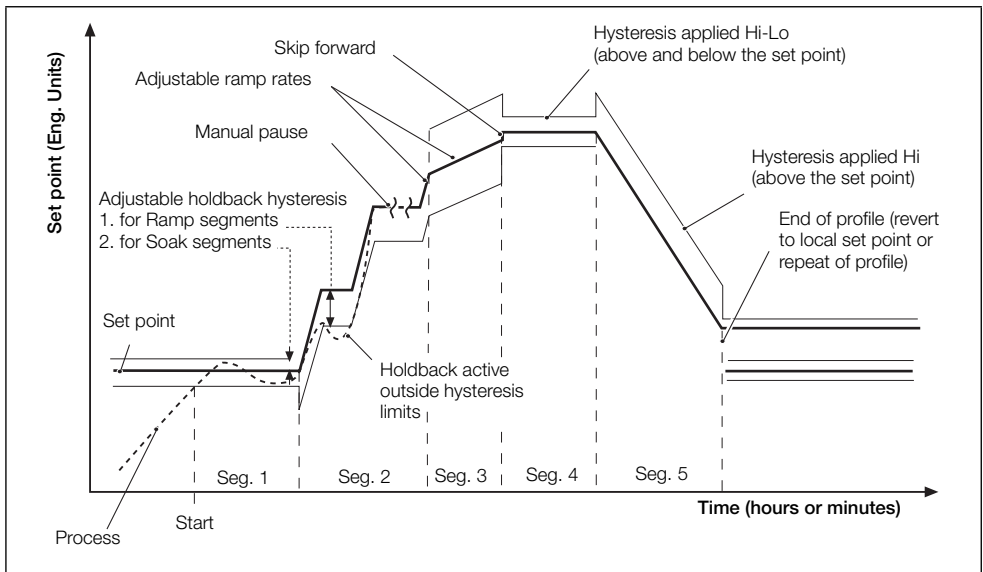 Set point (Eng. Units)
Skip forward
Hysteresis applied Hi-Lo
(above and below the set point)
Adjustable ramp rates
Manual pause
Hysteresis applied Hi
(above the set point)
Adjustable holdback hysteresis
1. for Ramp segments
2. for Soak segments
End of profile (revert
to local set point or
repeat of profile)
Set point
Holdback active
outside hysteresis
limits
Seg. 1
Seg. 2
Seg. 3
Seg. 4
Seg. 5
Time (hours or minutes)
Start
Process